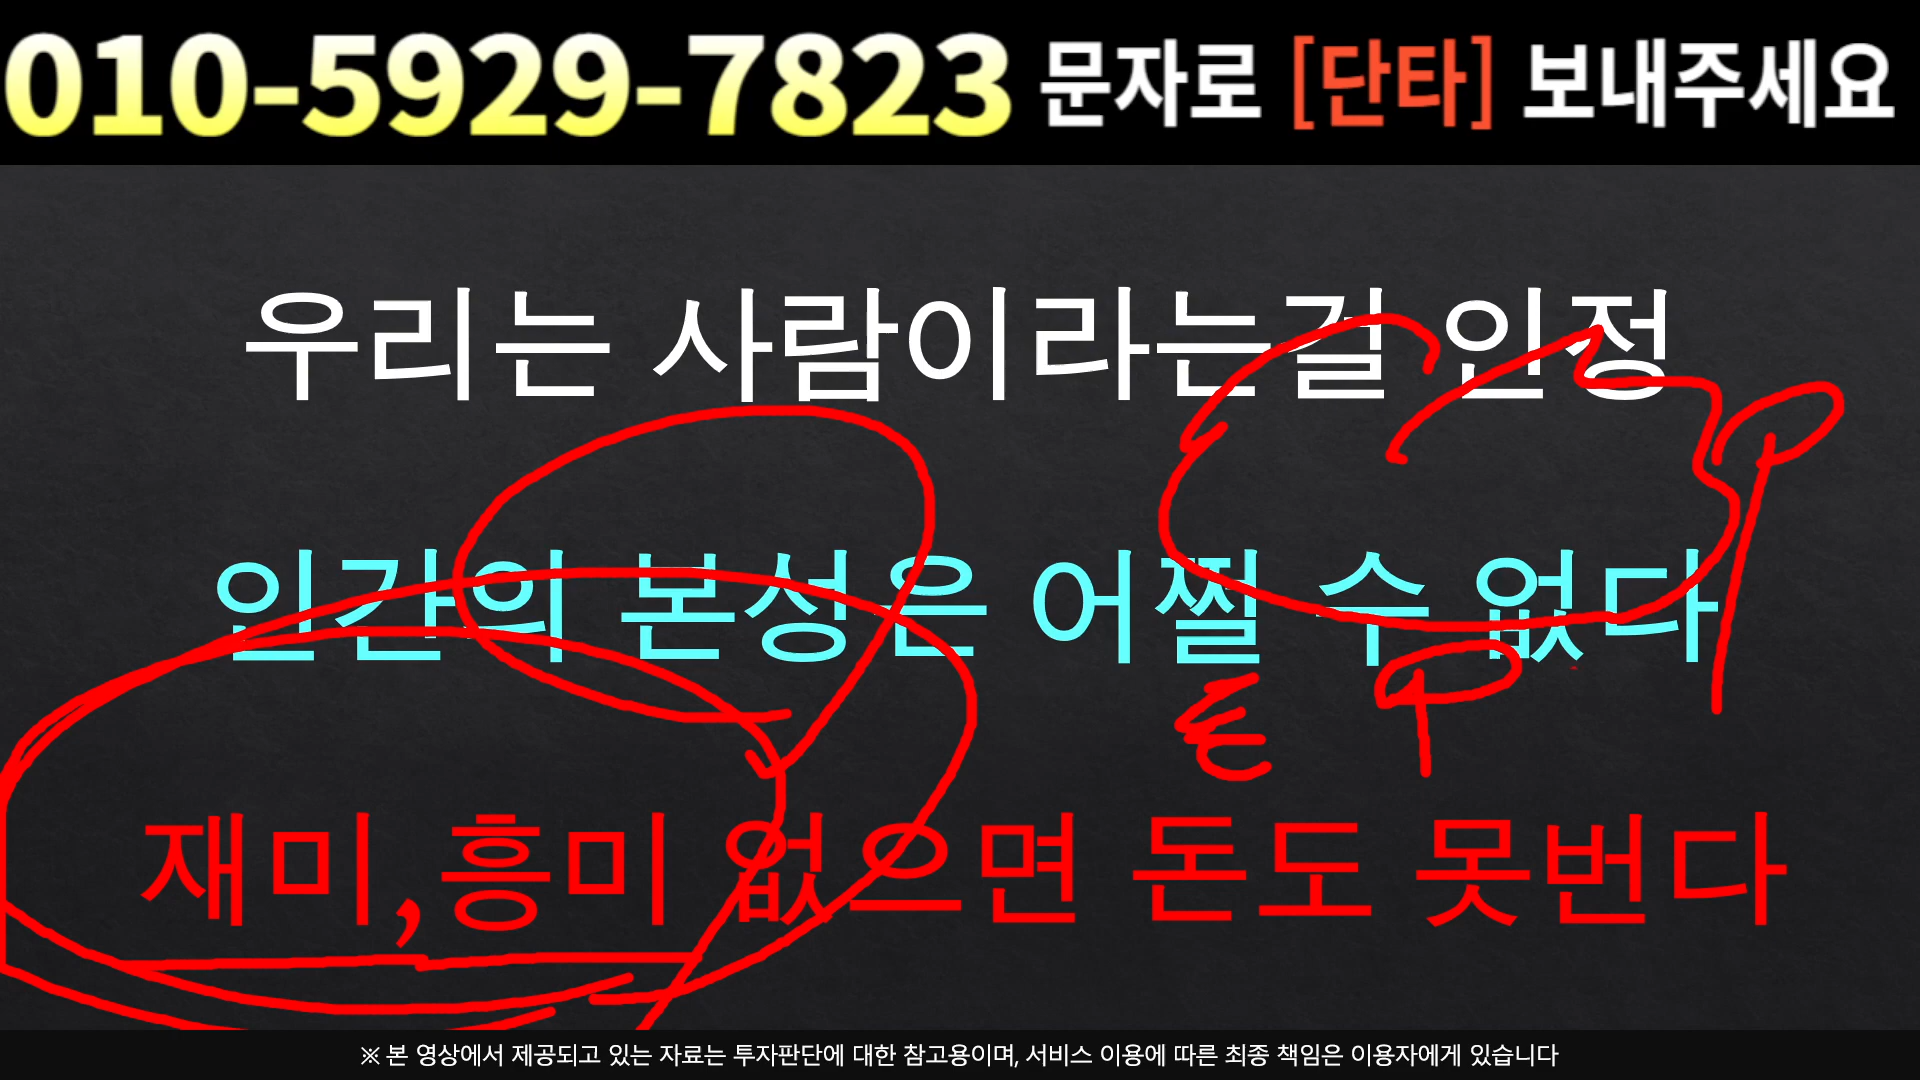 010-5929-7823 문자로 [단타] 보내주세요
우리는 사람이라는걸 인정
인간의 본성은 어쩔 수 없다
재미,흥미 없으면 돈도 못번다
※ 본 영상에서 제공되고 있는 자료는 투자판단에 대한 참고용이며, 서비스 이용에 따른 최종 책임은 이용자에게 있습니다